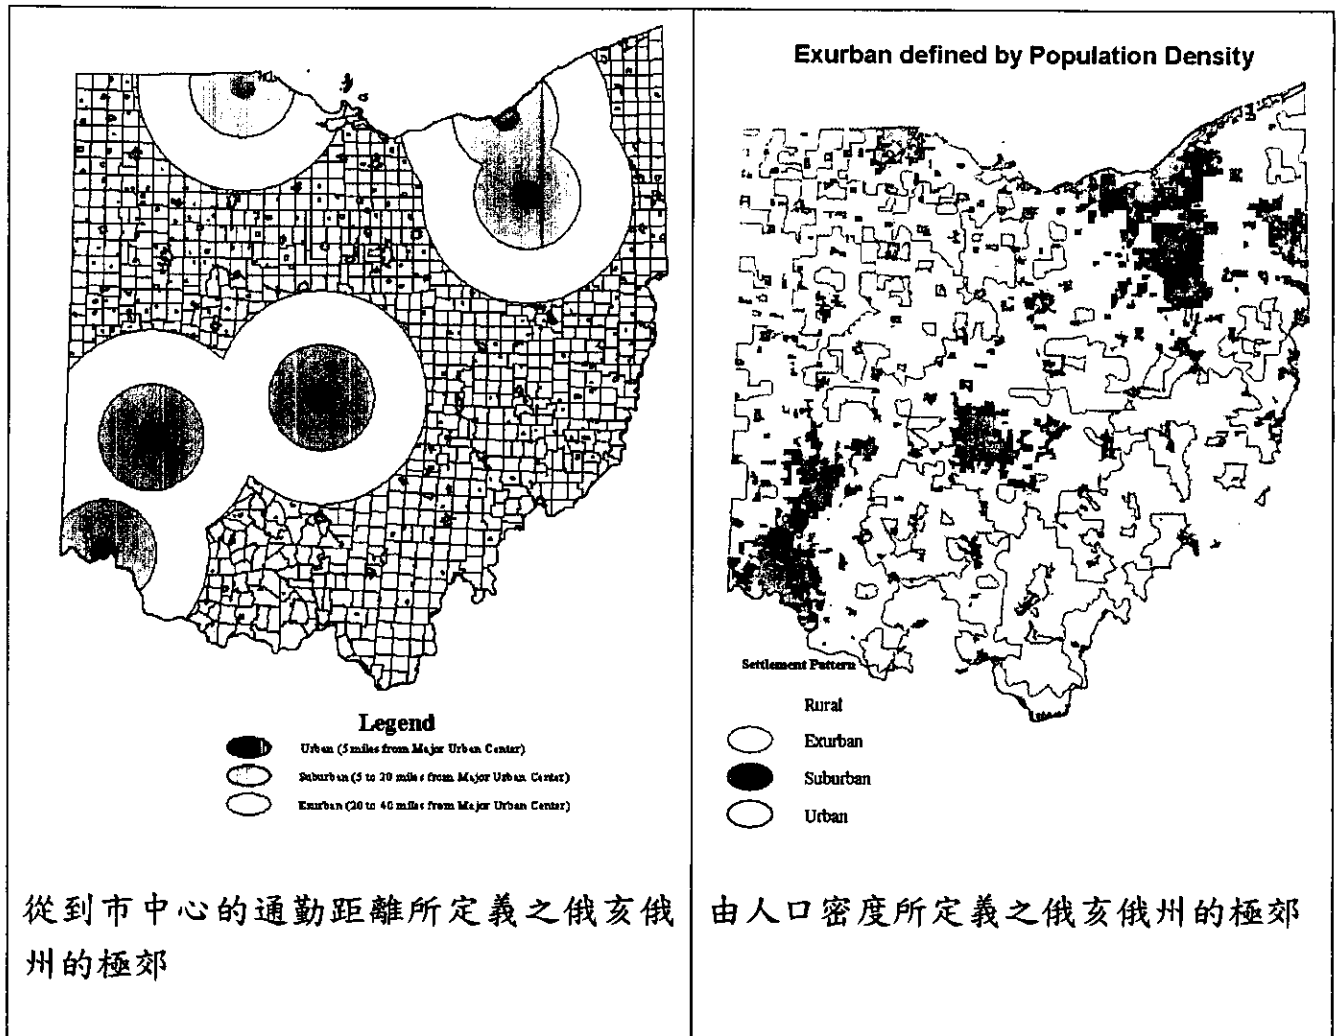 Legend
Urban (5 miles from Major Urban Center)
Suburban (5 to 20 miles from Major Urban Center)
Exurban (20 to 40 miles from Major Urban Center)
從到市中心的通勤距離所定義之俄亥俄
州的極郊
Exurban defined by Population Density
Settlement Pattern
Rural
Exurban
Suburban
Urban
由人口密度所定義之俄亥俄州的極郊